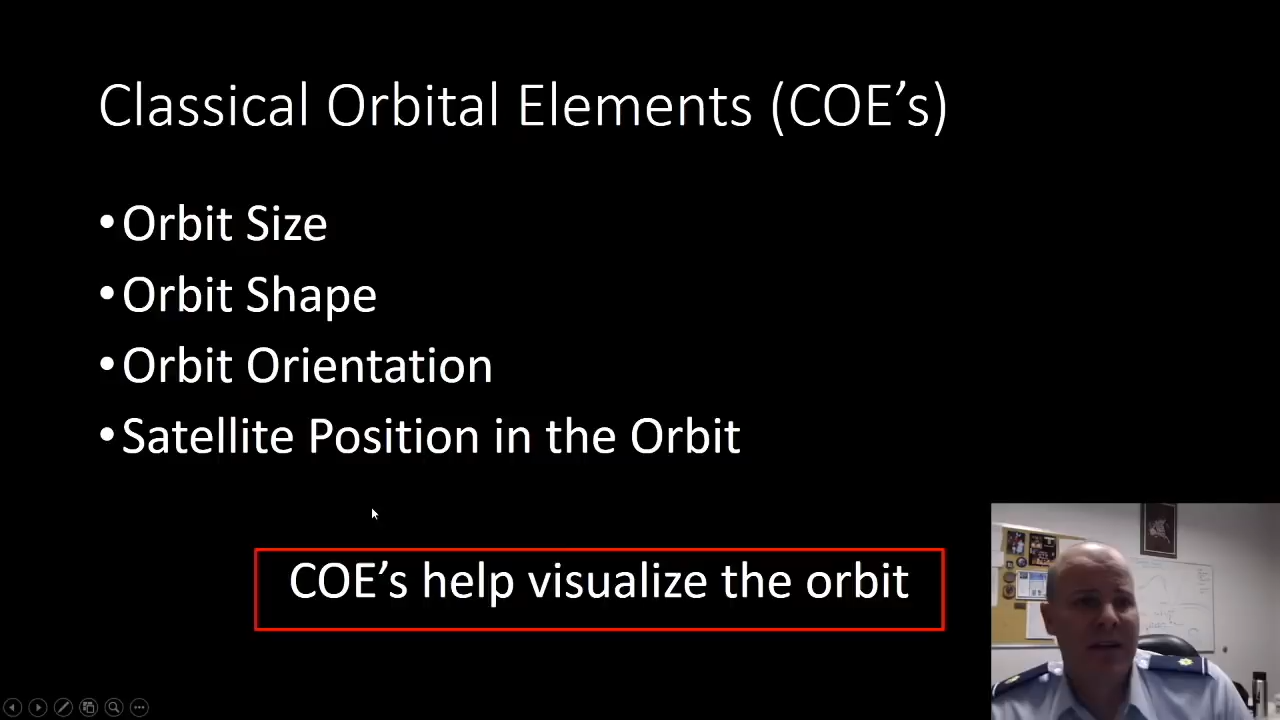 Classical Orbital Elements (COE’s)
•Orbit Size
•Orbit Shape
•Orbit Orientation
•Satellite Position in the Orbit
COE’s help visualize the orbit